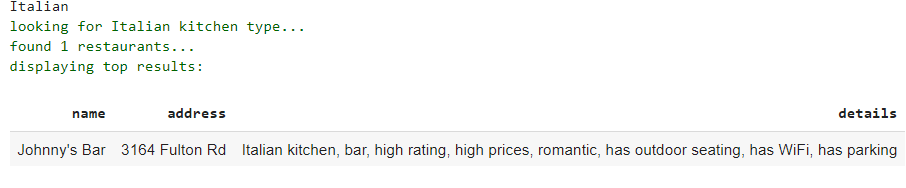 Italian
looking for Italian kitchen type...
found 1 restaurants...
displaying top results:
name address details
Johnny's Bar 3164 Fulton Rd Italian kitchen, bar, high rating, high prices, romantic, has outdoor seating, has WiFi, has parking